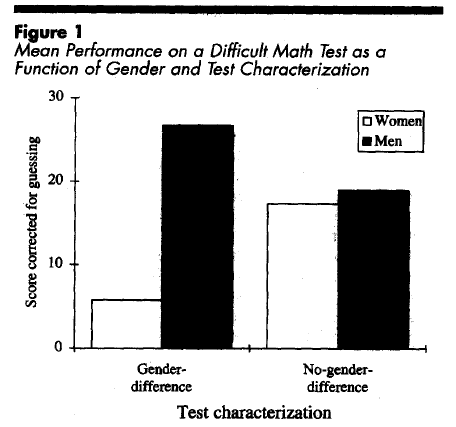 Figure 1
Mean Performance on a Difficult Math Test as a
Function of Gender and Test Characterization
30
20
10
0
Score corrected for guessing
Women
Men
Gender-
difference
No-gender-
difference
Test characterization